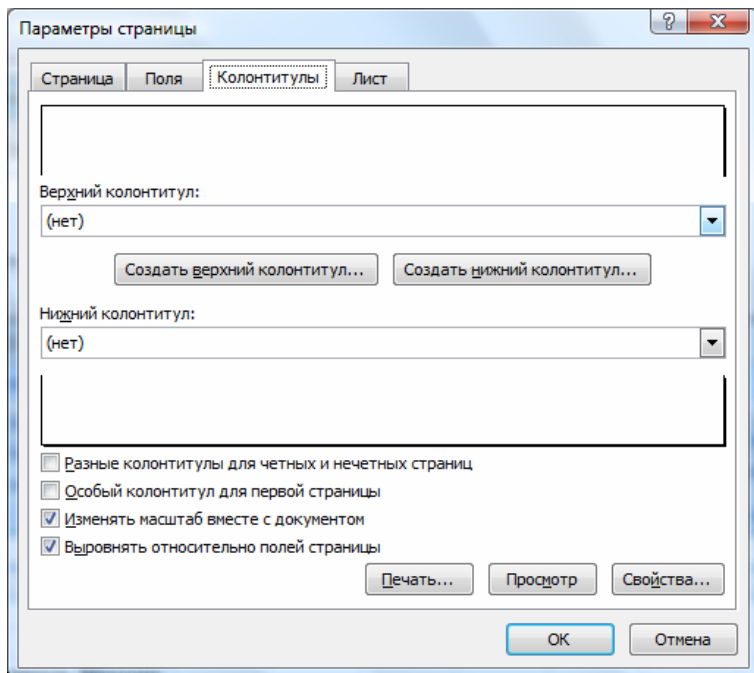 Параметры страницы
Страница Поля Колонтитулы Лист
Верхний колонтитул:
(нет)
Создать верхний колонтитул... Создать нижний колонтитул...
Нижний колонтитул:
(нет)
Разные колонтитулы для четных и нечетных страниц
Особый колонтитул для первой страницы
Изменять масштаб вместе с документом
Выровнять относительно полей страницы
Печать... Просмотр Свойства...
ОК Отмена